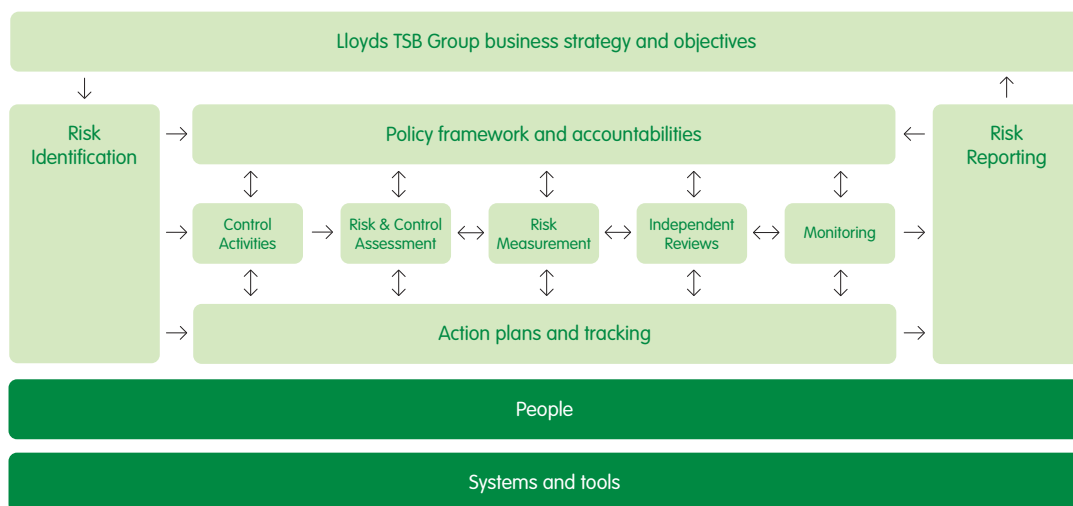 Lloyds TSB Group business strategy and objectives
Risk
Identification
Policy framework and accountabilities
Risk
Reporting
Control
Activities
Risk & Control
Assessment
Risk
Measurement
Independent
Reviews
Monitoring
Action plans and tracking
People
Systems and tools